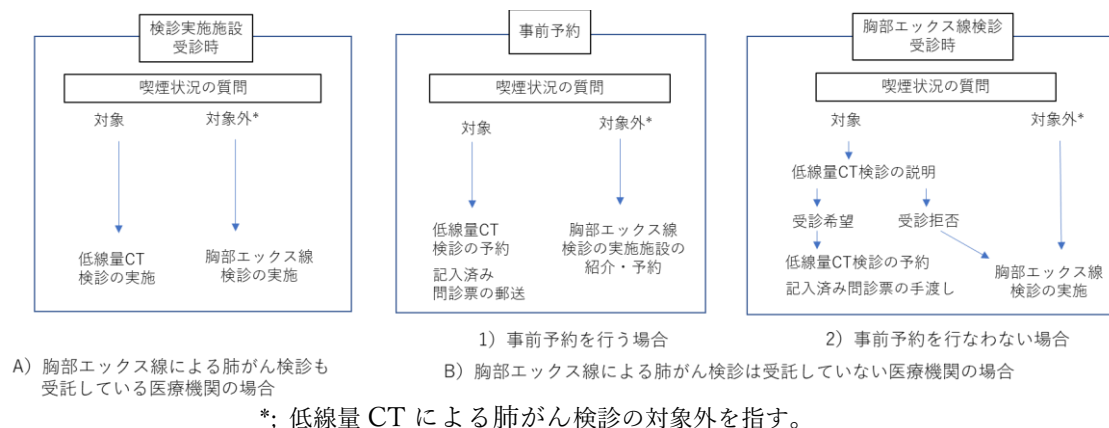 検診実施施設
受診時
喫煙状況の質問
対象
対象外*
低線量CT
検診の実施
胸部エックス線
検診の実施
A）胸部エックス線による肺がん検診も
受託している医療機関の場合
事前予約
喫煙状況の質問
対象
対象外*
低線量CT
検診の予約
記入済み
問診票の郵送
胸部エックス線
検診の実施施設の
紹介・予約
1）事前予約を行う場合
胸部エックス線検診
受診時
喫煙状況の質問
対象
対象外*
低線量CT検診の説明
受診希望
受診拒否
低線量CT検診の予約
記入済み問診票の手渡し
胸部エックス線
検診の実施
2）事前予約を行なわない場合
B）胸部エックス線による肺がん検診は受託していない医療機関の場合
*; 低線量 CT による肺がん検診の対象外を指す。